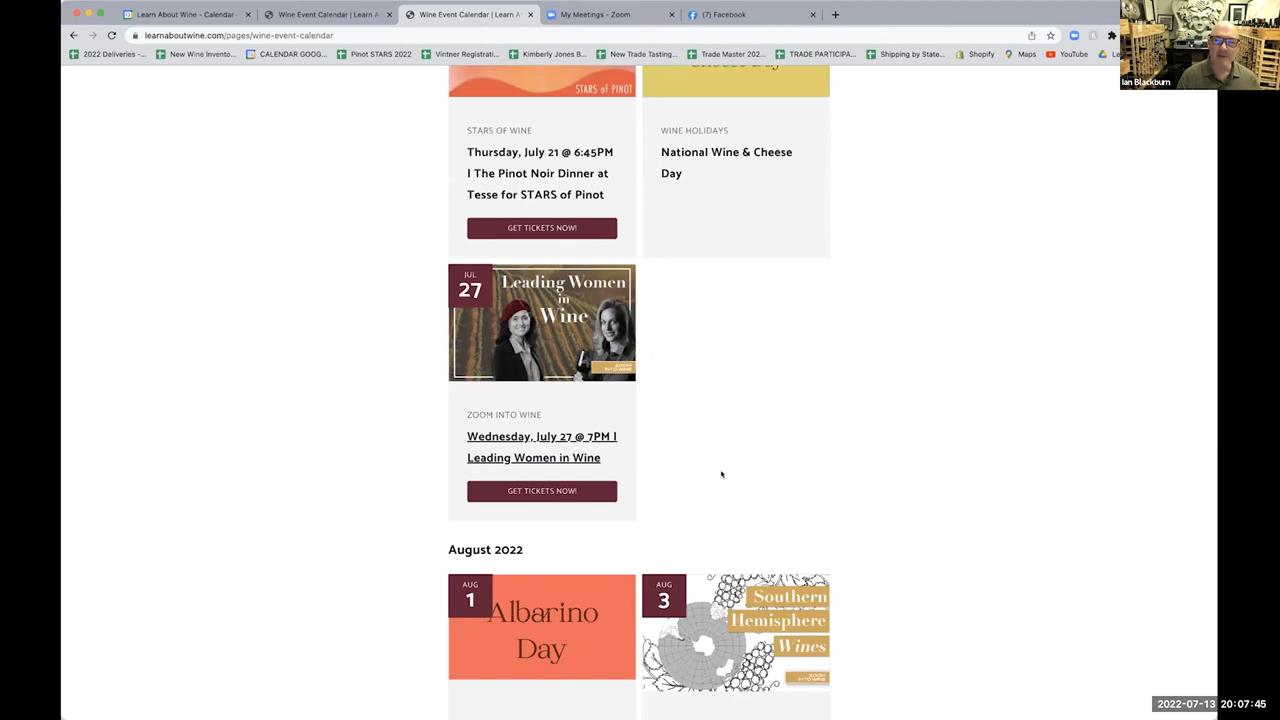 Learn About Wine - Calendar
Wine Event Calendar | Learn A
Wine Event Calendar | Learn A
My Meetings - Zoom
(7) Facebook
learnaboutwine.com/pages/wine-event-calendar
2022 Deliveries -...
New Wine Invento...
CALENDAR GOOG...
Pinot STARS 2022
Vintner Registrati...
Kimberly Jones B...
New Trade Tasting...
Trade Master 202...
TRADE PARTICIPA...
Shipping by State...
Shopify
Maps
YouTube
Ian Blackburn
STARS of PINOT
STARS OF WINE
Thursday, July 21 @ 6:45PM
| The Pinot Noir Dinner at
Tesse for STARS of Pinot
GET TICKETS NOW!
WINE HOLIDAYS
National Wine & Cheese
Day
JUL
27
Leading Women
in
Wine
ZOOM
INTO WINE
ZOOM INTO WINE
Wednesday, July 27 @ 7PM |
Leading Women in Wine
GET TICKETS NOW!
August 2022
AUG
1
Albarino
Day
AUG
3
Southern
Hemisphere
Wines
ZOOM
INTO WINE
2022-07-13 20:07:45